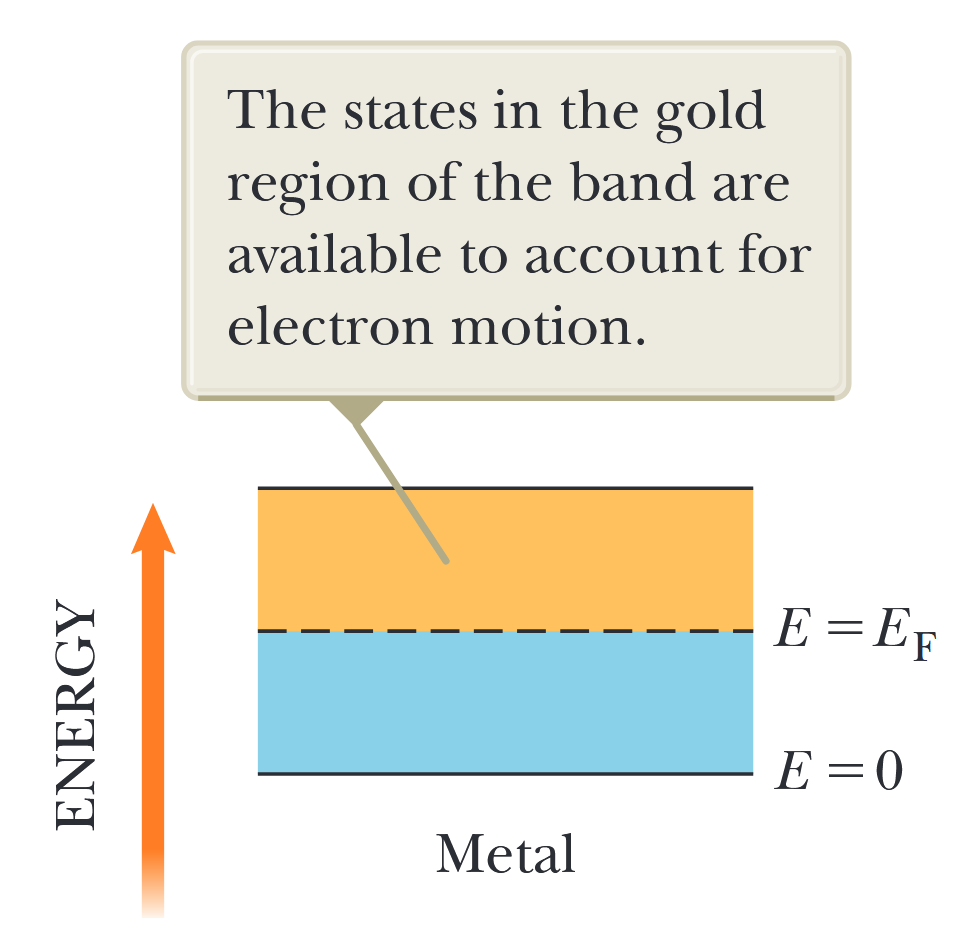 The states in the gold
region of the band are
available to account for
electron motion.
ENERGY
E = E_F
E = 0
Metal